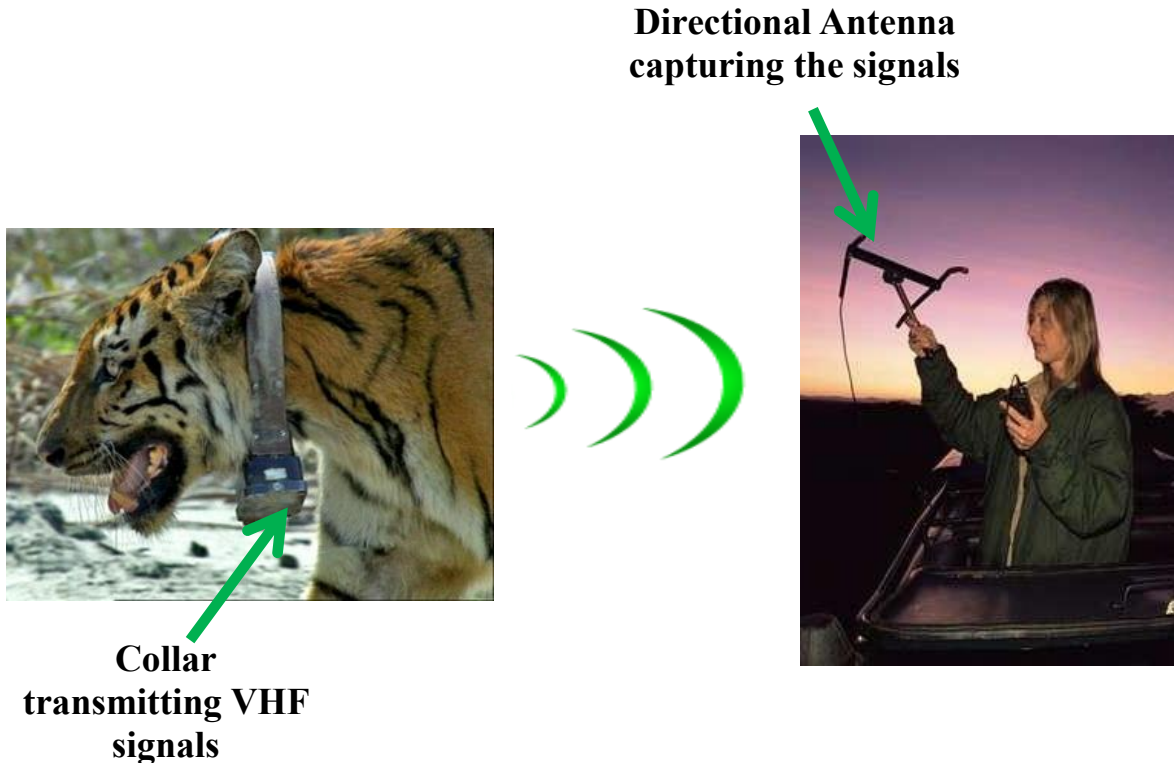 Directional Antenna
capturing the signals
Collar
transmitting VHF
signals